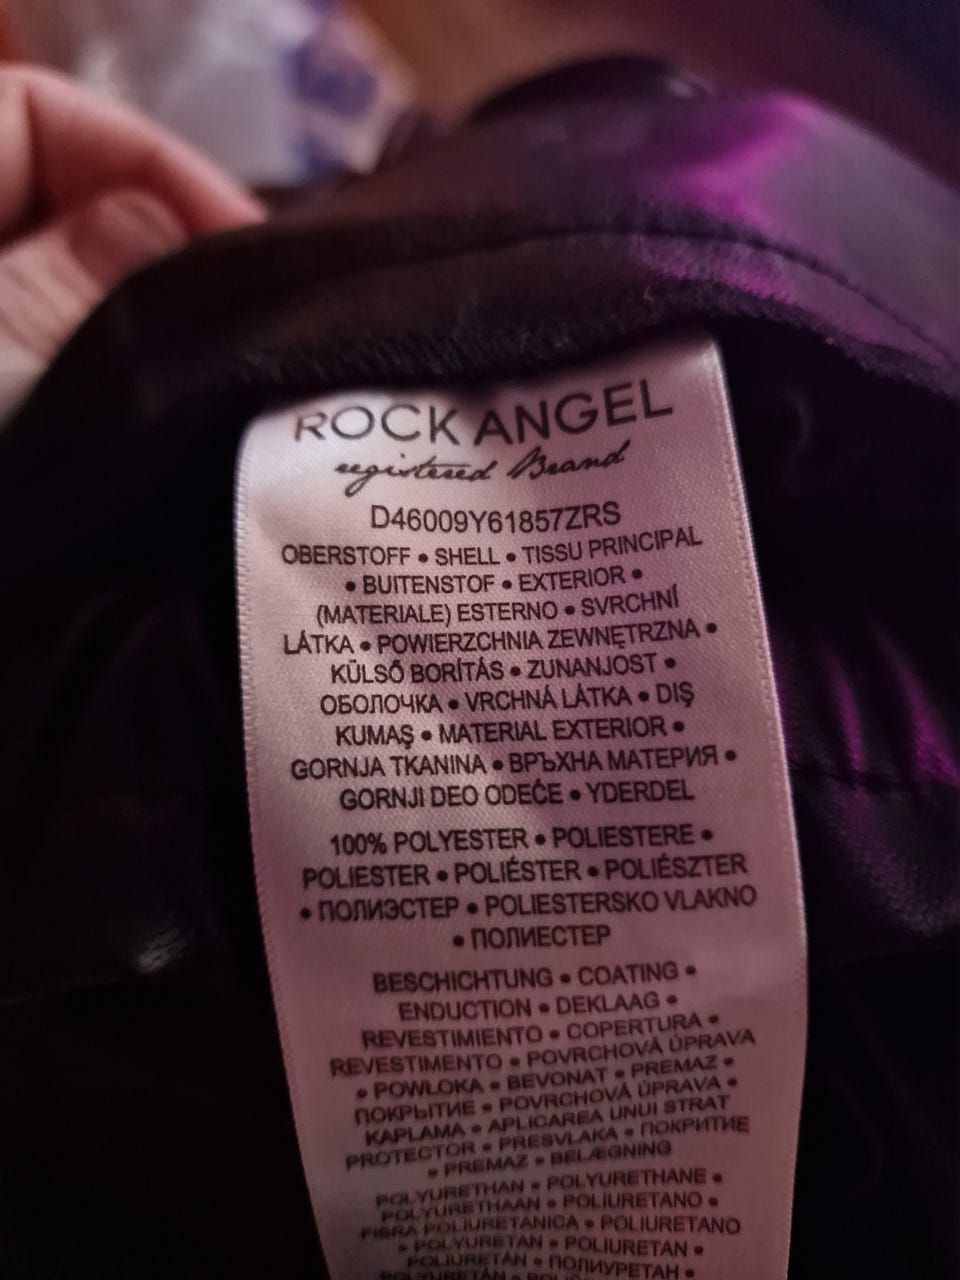 ROCK ANGEL
registered Brand
D46009Y61857ZRS
OBERSTOFF • SHELL • TISSU PRINCIPAL
• BUITENSTOF • EXTERIOR •
(MATERIALE) ESTERNO • SVRCHNÍ
LÁTKA • POWIERZCHNIA ZEWNĘTRZNA •
KÜLSŐ BORÍTÁS • ZUNANJOST •
ОБОЛОЧКА • VRCHNÁ LÁTKA • DIŞ
KUMAŞ • MATERIAL EXTERIOR •
GORNJA TKANINA • ВРЪХНА МАТЕРИЯ •
GORNJI DEO ODEĆE • YDERDEL
100% POLYESTER • POLIESTERE •
POLIESTER • POLIÉSTER • POLIÉSZTER
• ПОЛИЭСТЕР • POLIESTERSKO VLAKNO
• ПОЛИЕСТЕР
BESCHICHTUNG • COATING •
ENDUCTION • DEKLAAG •
REVESTIMIENTO • COPERTURA •
REVESTIMENTO • POVRCHOVÁ ÚPRAVA
• POWŁOKA • BEVONAT • PREMAZ •
ПОКРЫТИЕ • POVRCHOVÁ ÚPRAVA •
KAPLAMA • APLICAREA UNUI STRAT
PROTECTOR • PRESVLAKA • ПОКРИТИЕ
• PREMAZ • BELÆGNING
POLYURETHAN • POLYURETHANE •
POLYURETHAAN • POLIURETANO •
FIBRA POLIURETANICA • POLIURETANO
• POLYURETAN • POLIURETAN •
POLIURETÁN • ПОЛИУРЕТАН •
POLYURETÁN •